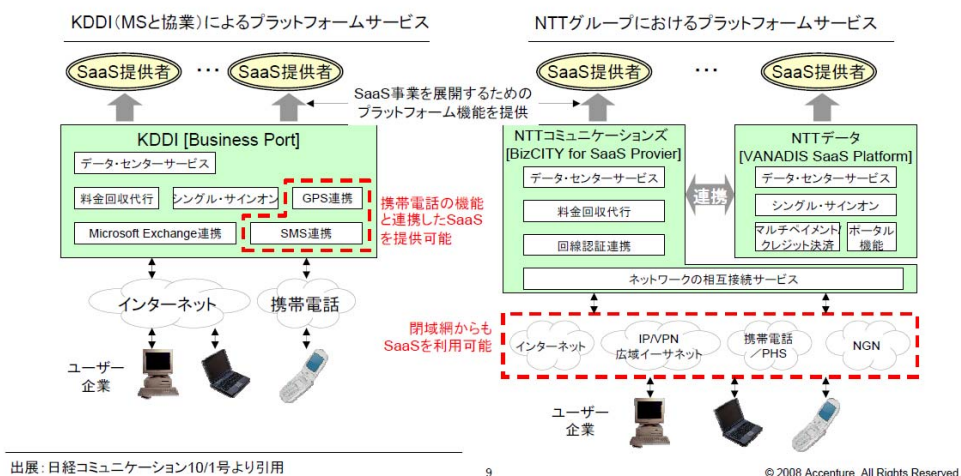 KDDI(MSと協業)によるプラットフォームサービス
SaaS提供者
・・・
SaaS提供者
SaaS事業を展開するための
プラットフォーム機能を提供
KDDI [Business Port]
データ・センターサービス
料金回収代行
シングル・サインオン
GPS連携
Microsoft Exchange連携
SMS連携
携帯電話の機能
と連携したSaaS
を提供可能
インターネット
携帯電話
ユーザー
企業
NTTグループにおけるプラットフォームサービス
SaaS提供者
・・・
SaaS提供者
NTTコミュニケーションズ
[BizCITY for SaaS Provier]
データ・センターサービス
料金回収代行
回線認証連携
連携
NTTデータ
[VANADIS SaaS Platform]
データ・センターサービス
シングル・サインオン
マルチペイメント/
クレジット決済
ポータル
機能
ネットワークの相互接続サービス
閉域網からも
SaaSを利用可能
インターネット
IP/VPN
広域イーサネット
携帯電話
/PHS
NGN
ユーザー
企業
出展:日経コミュニケーション10/1号より引用
9
© 2008 Accenture. All Rights Reserved